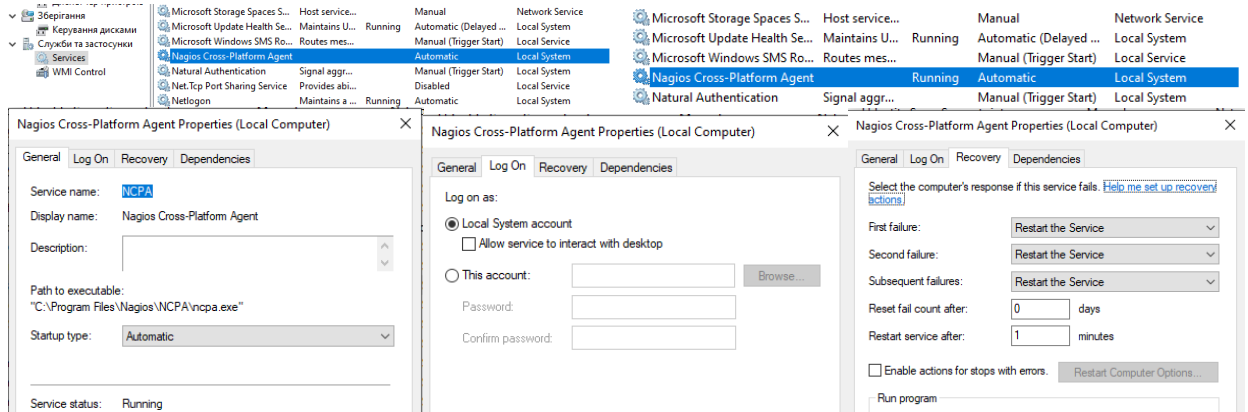 Зберігання
Керування дисками
Служби та застосунки
Services
WMI Control
Microsoft Storage Spaces S... Host service... Manual Network Service
Microsoft Update Health Se... Maintains U... Running Automatic (Delayed ... Local System
Microsoft Windows SMS Ro... Routes mes... Manual (Trigger Start) Local Service
Nagios Cross-Platform Agent Automatic Local System
Natural Authentication Signal aggr... Manual (Trigger Start) Local System
Net.Tcp Port Sharing Service Provides abi... Disabled Local Service
Netlogon Maintains a ... Running Automatic Local System
Microsoft Storage Spaces S... Host service... Manual Network Service
Microsoft Update Health Se... Maintains U... Running Automatic (Delayed ... Local System
Microsoft Windows SMS Ro... Routes mes... Manual (Trigger Start) Local Service
Nagios Cross-Platform Agent Running Automatic Local System
Natural Authentication Signal aggr... Manual (Trigger Start) Local System
Nagios Cross-Platform Agent Properties (Local Computer)
General Log On Recovery Dependencies
Service name: NCPA
Display name: Nagios Cross-Platform Agent
Description:
Path to executable:
"C:\Program Files\Nagios\NCPA\ncpa.exe"
Startup type: Automatic
Service status: Running
Nagios Cross-Platform Agent Properties (Local Computer)
General Log On Recovery Dependencies
Log on as:
Local System account
Allow service to interact with desktop
This account: Browse...
Password:
Confirm password:
Nagios Cross-Platform Agent Properties (Local Computer)
General Log On Recovery Dependencies
Select the computer's response if this service fails. Help me set up recovery
actions.
First failure: Restart the Service
Second failure: Restart the Service
Subsequent failures: Restart the Service
Reset fail count after: 0 days
Restart service after: 1 minutes
Enable actions for stops with errors. Restart Computer Options...
Run program